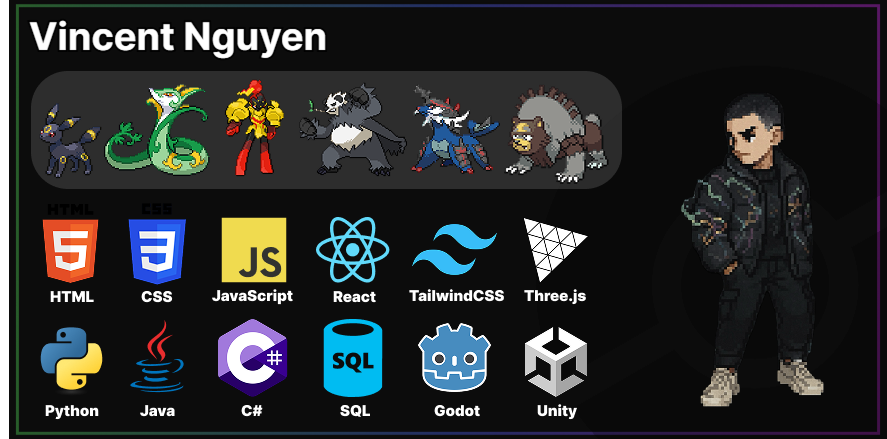 Vincent Nguyen
HTML CSS
JS
HTML CSS JavaScript React TailwindCSS Three.js
C# SQL
Python Java C# SQL Godot Unity